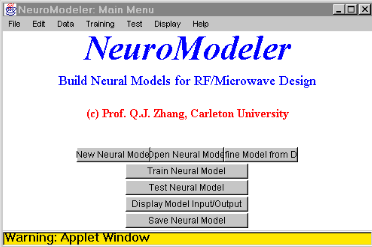 NeuroModeler: Main Menu
File Edit Data Training Test Display Help
NeuroModeler
Build Neural Models for RF/Microwave Design
(c) Prof. Q.J. Zhang, Carleton University
New Neural Mode Open Neural Mode fine Model from D
Train Neural Model
Test Neural Model
Display Model Input/Output
Save Neural Model
Warning: Applet Window